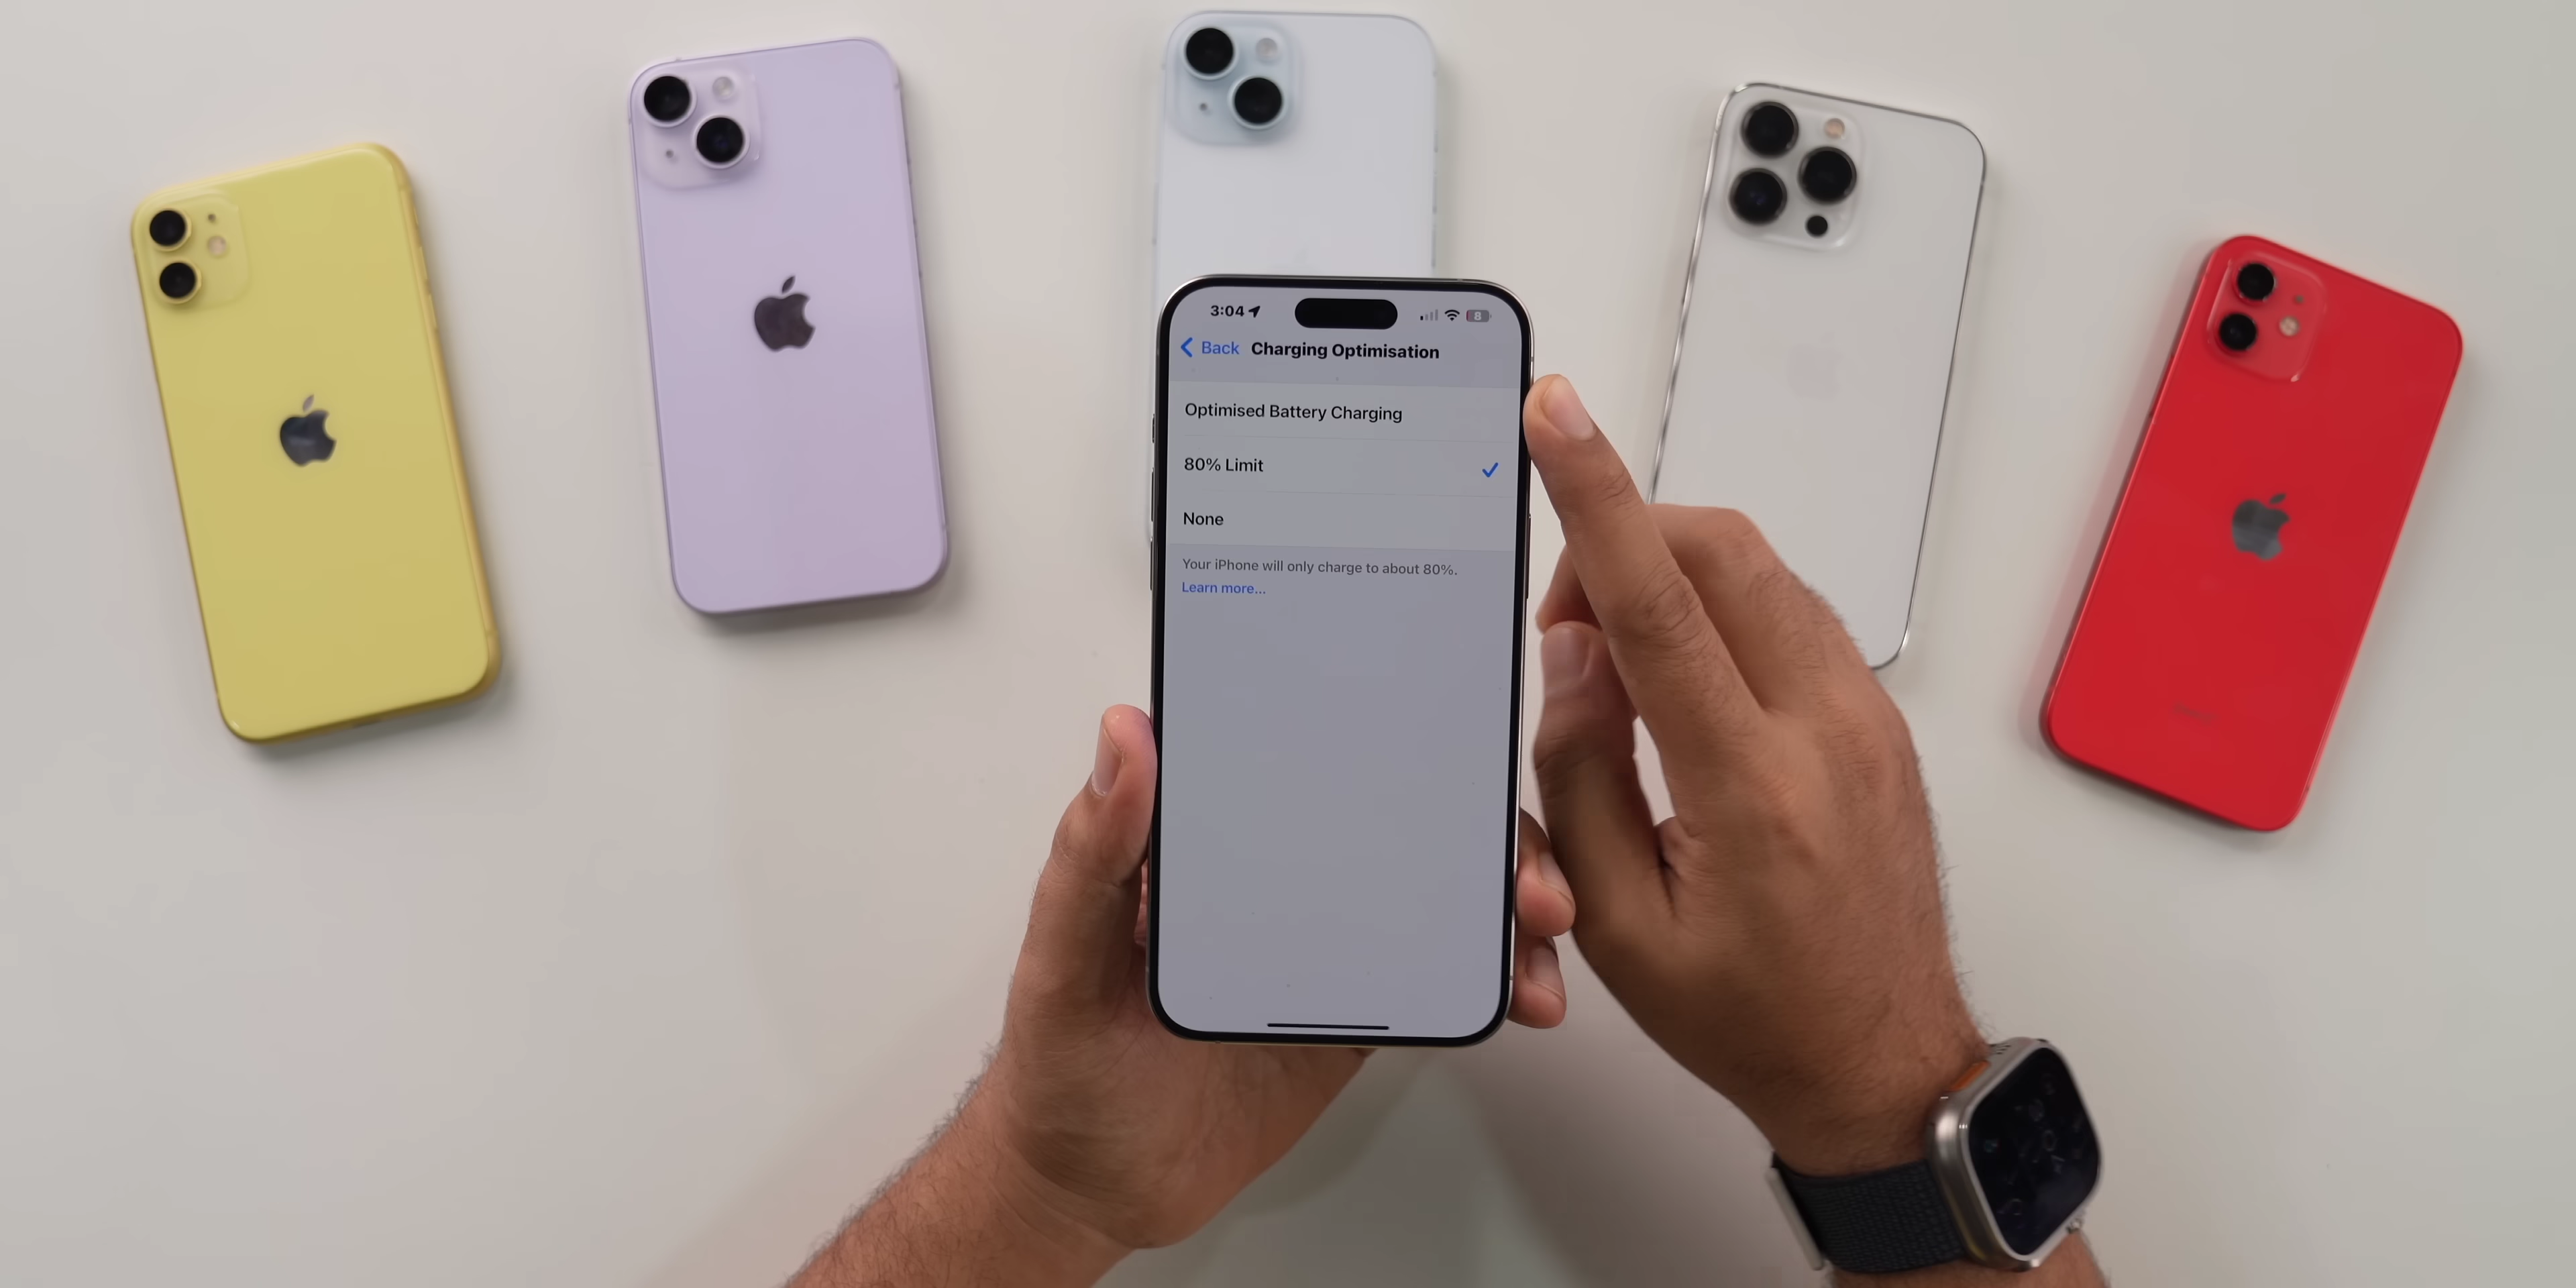 3:04 8
Back Charging Optimisation
Optimised Battery Charging
80% Limit
None
Your iPhone will only charge to about 80%.
Learn more...